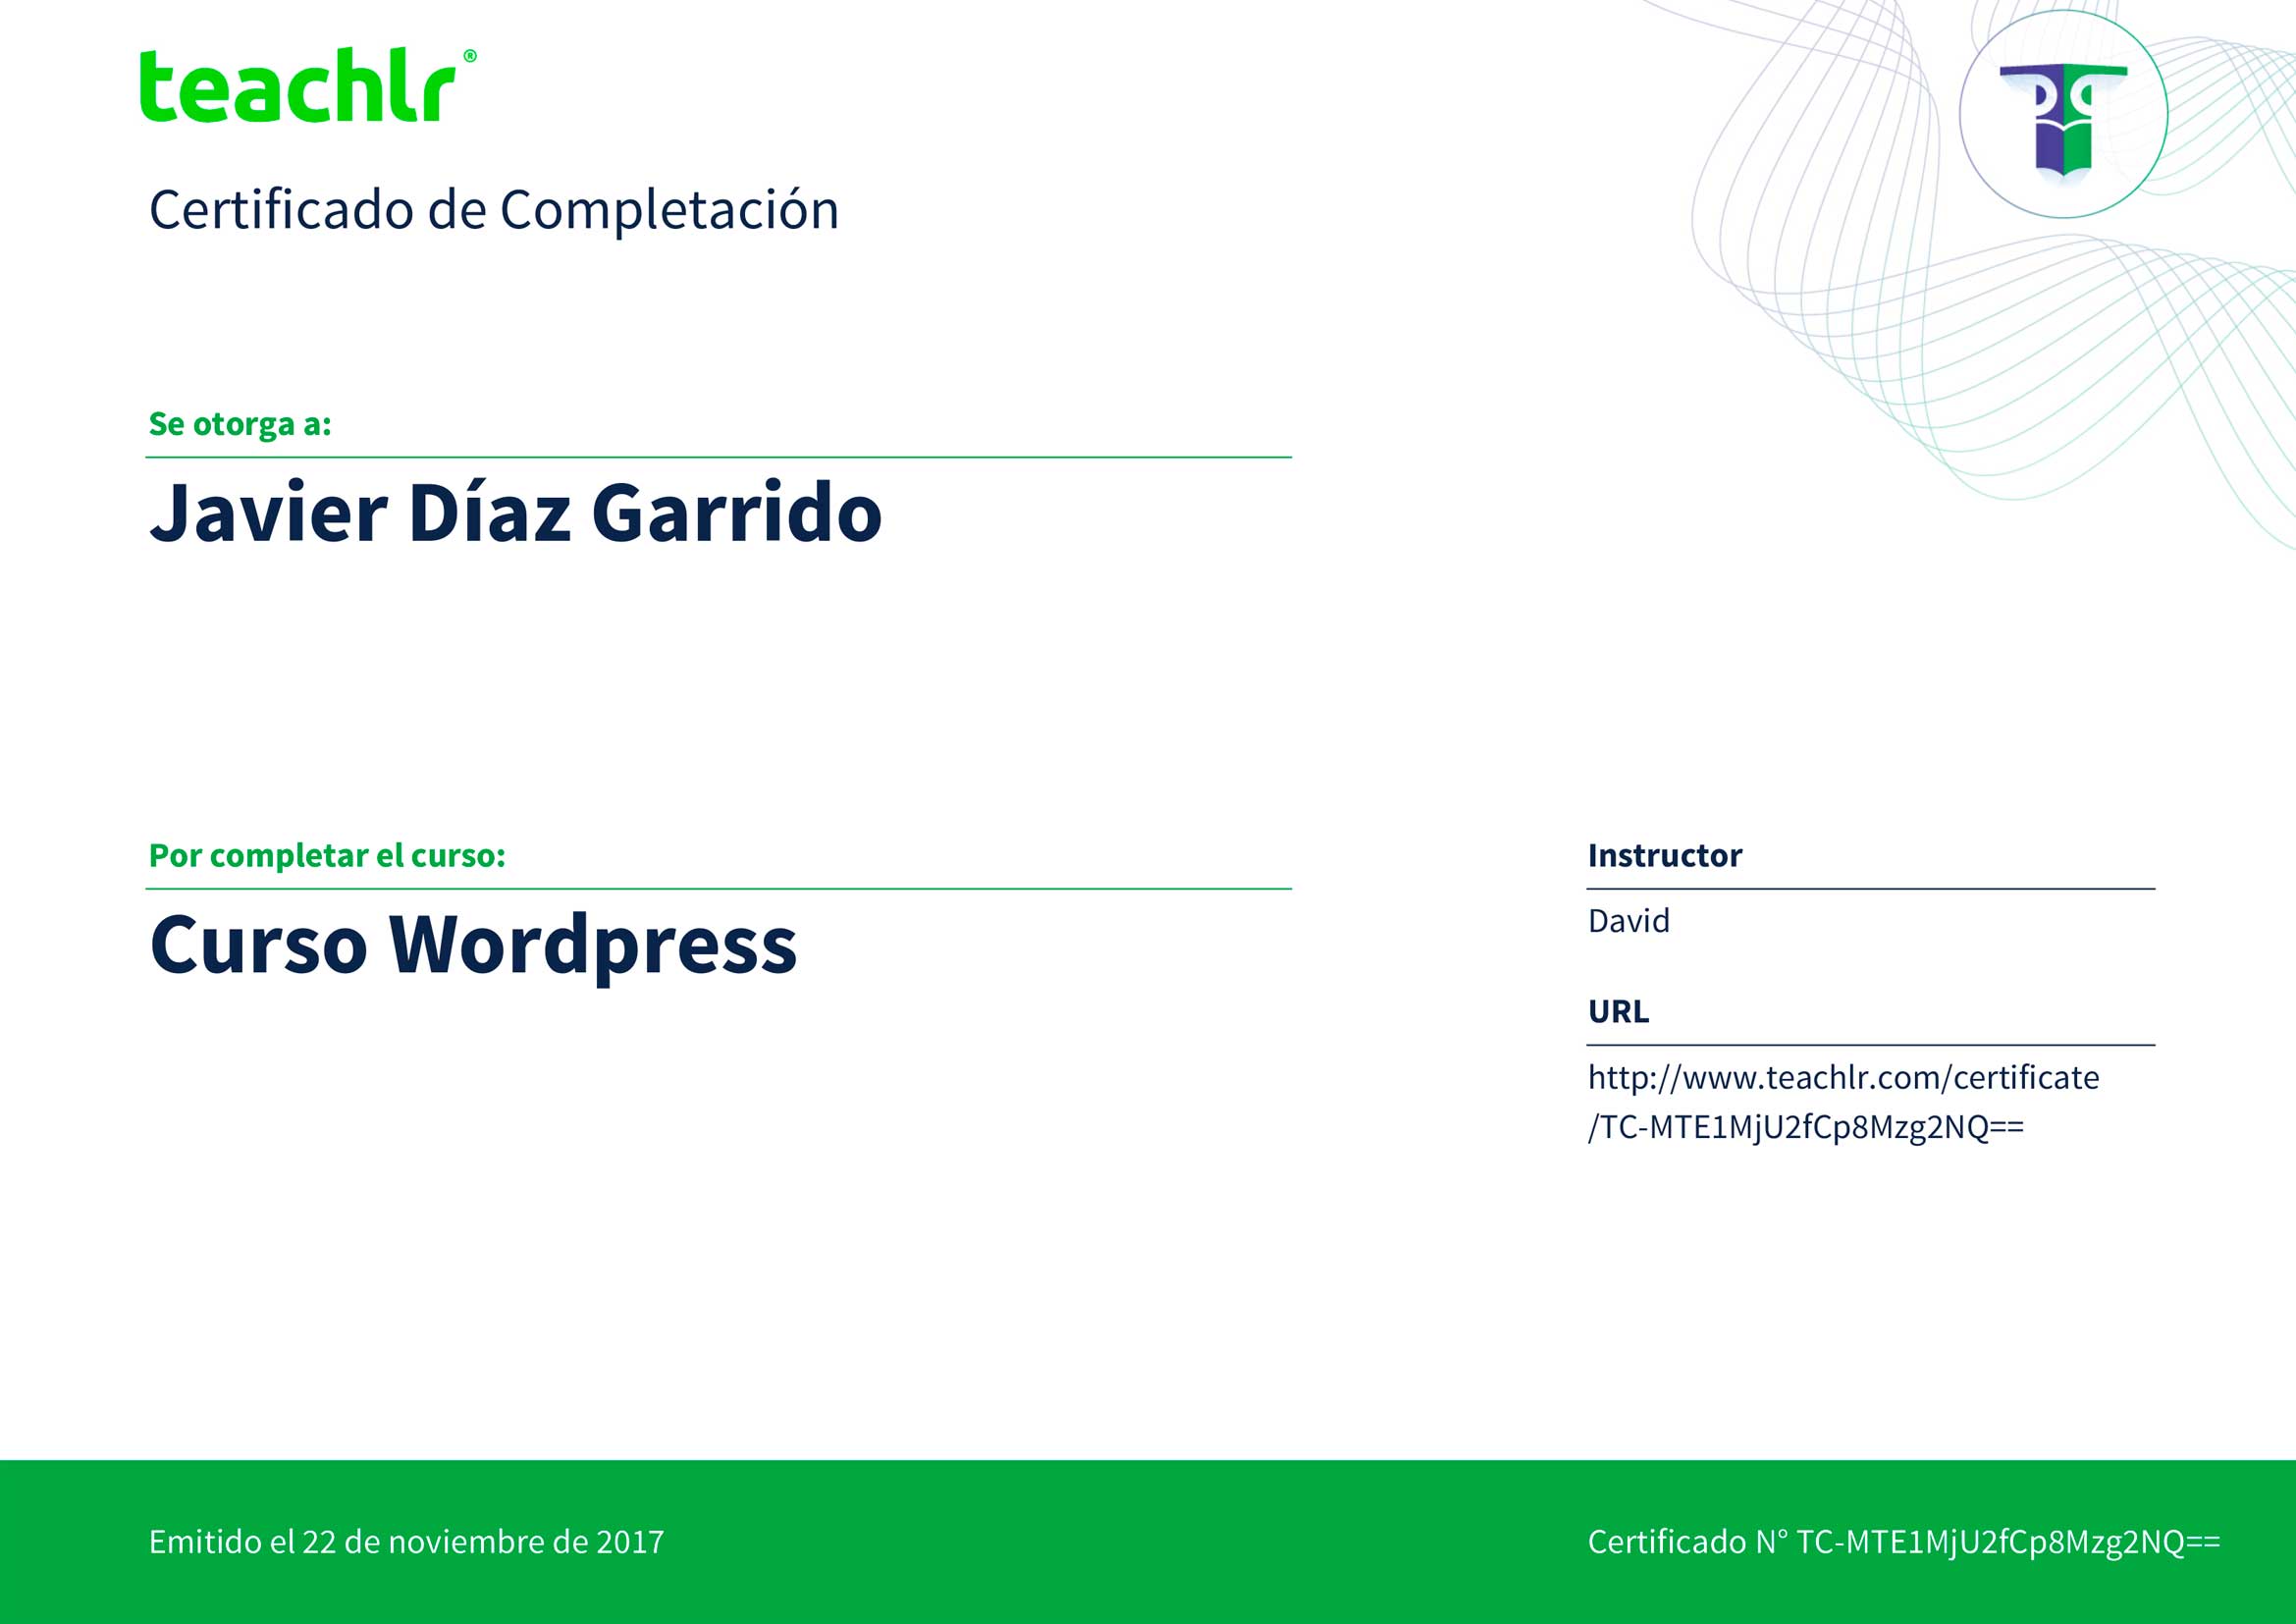 teachlr®
Certificado de Completación
Se otorga a:
Javier Díaz Garrido
Por completar el curso:
Curso Wordpress
Instructor
David
URL
http://www.teachlr.com/certificate
/TC-MTE1MjU2fCp8Mzg2NQ==
Emitido el 22 de noviembre de 2017
Certificado N° TC-MTE1MjU2fCp8Mzg2NQ==